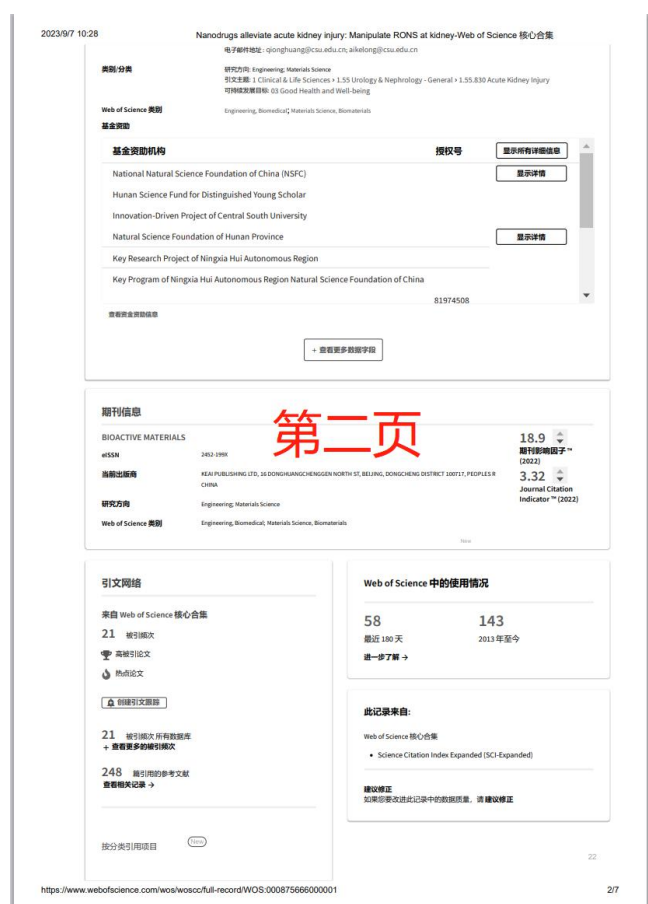 2023/9/7 10:28
Nanodrugs alleviate acute kidney injury: Manipulate RONS at kidney-Web of Science 核心合集
电子邮件地址: qionghuang@csu.edu.cn; aikelong@csu.edu.cn
类别/分类
研究方向: Engineering; Materials Science
引文主题: 1 Clinical & Life Sciences › 1.55 Urology & Nephrology - General › 1.55.830 Acute Kidney Injury
可持续发展目标: 03 Good Health and Well-being
Web of Science 类别
Engineering, Biomedical; Materials Science, Biomaterials
基金资助
基金资助机构
授权号
显示所有详细信息
National Natural Science Foundation of China (NSFC)
显示详情
Hunan Science Fund for Distinguished Young Scholar
Innovation-Driven Project of Central South University
Natural Science Foundation of Hunan Province
显示详情
Key Research Project of Ningxia Hui Autonomous Region
Key Program of Ningxia Hui Autonomous Region Natural Science Foundation of China
81974508
查看资金资助信息
+ 查看更多数据字段
期刊信息
第二页
BIOACTIVE MATERIALS
eISSN
2452-199X
当前出版商
KEAI PUBLISHING LTD, 16 DONGHUANGCHENGGEN NORTH ST, BEIJING, DONGCHENG DISTRICT 100717, PEOPLES R
CHINA
研究方向
Engineering; Materials Science
Web of Science 类别
Engineering, Biomedical; Materials Science, Biomaterials
18.9
期刊影响因子 ™
(2022)
3.32
Journal Citation
Indicator ™ (2022)
New
引文网络
来自 Web of Science 核心合集
21 被引频次
高被引论文
热点论文
创建引文跟踪
21 被引频次 所有数据库
+ 查看更多的被引频次
248 篇引用的参考文献
查看相关记录 →
按分类引用项目
New
Web of Science 中的使用情况
58
最近 180 天
143
2013 年至今
进一步了解 →
此记录来自:
Web of Science 核心合集
• Science Citation Index Expanded (SCI-Expanded)
建议修正
如果您要改进此记录中的数据质量，请 建议修正
22
https://www.webofscience.com/wos/woscc/full-record/WOS:000875666000001
2/7